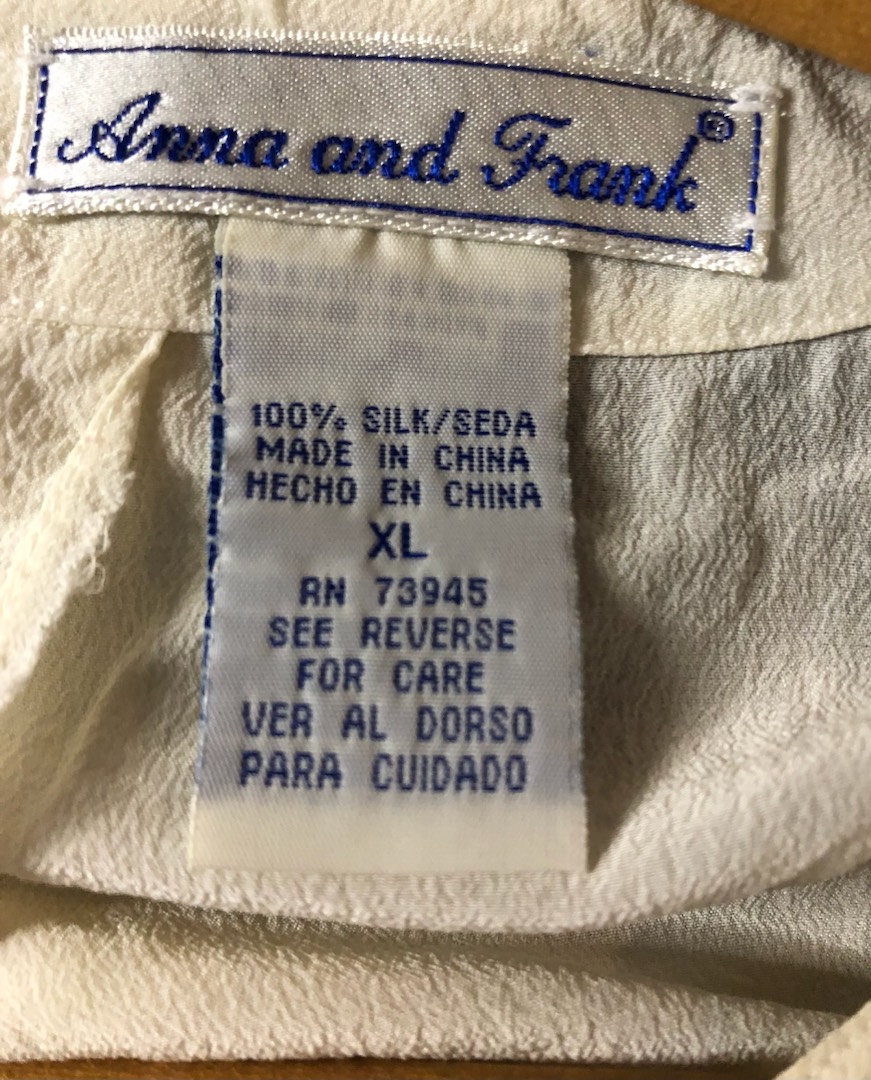 Anna and Frank®
100% SILK/SEDA
MADE IN CHINA
HECHO EN CHINA
XL
RN 73945
SEE REVERSE
FOR CARE
VER AL DORSO
PARA CUIDADO